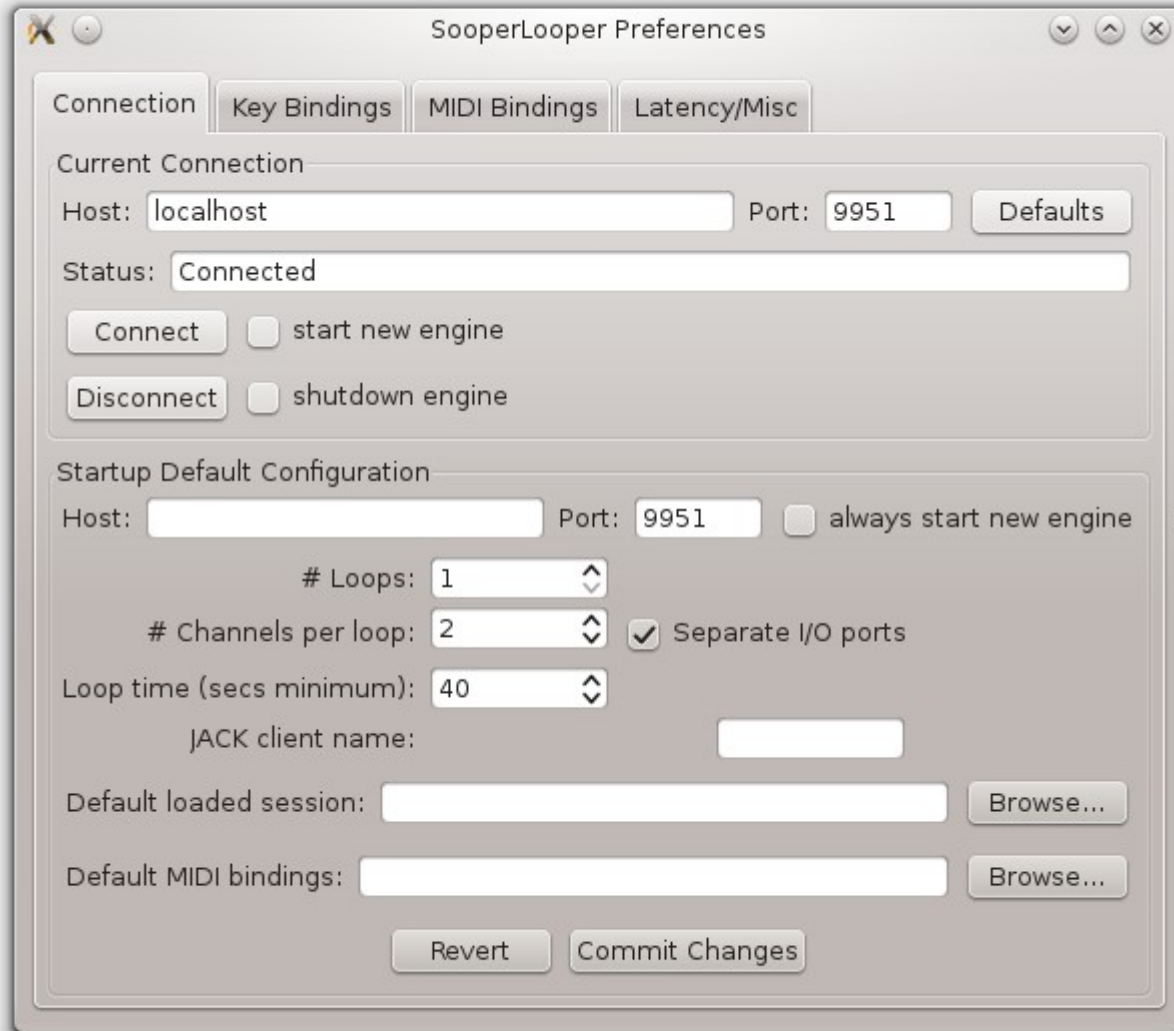 SooperLooper Preferences
Connection Key Bindings MIDI Bindings Latency/Misc
Current Connection
Host: localhost Port: 9951 Defaults
Status: Connected
Connect start new engine
Disconnect shutdown engine
Startup Default Configuration
Host: Port: 9951 always start new engine
# Loops: 1
# Channels per loop: 2 Separate I/O ports
Loop time (secs minimum): 40
JACK client name:
Default loaded session: Browse...
Default MIDI bindings: Browse...
Revert Commit Changes